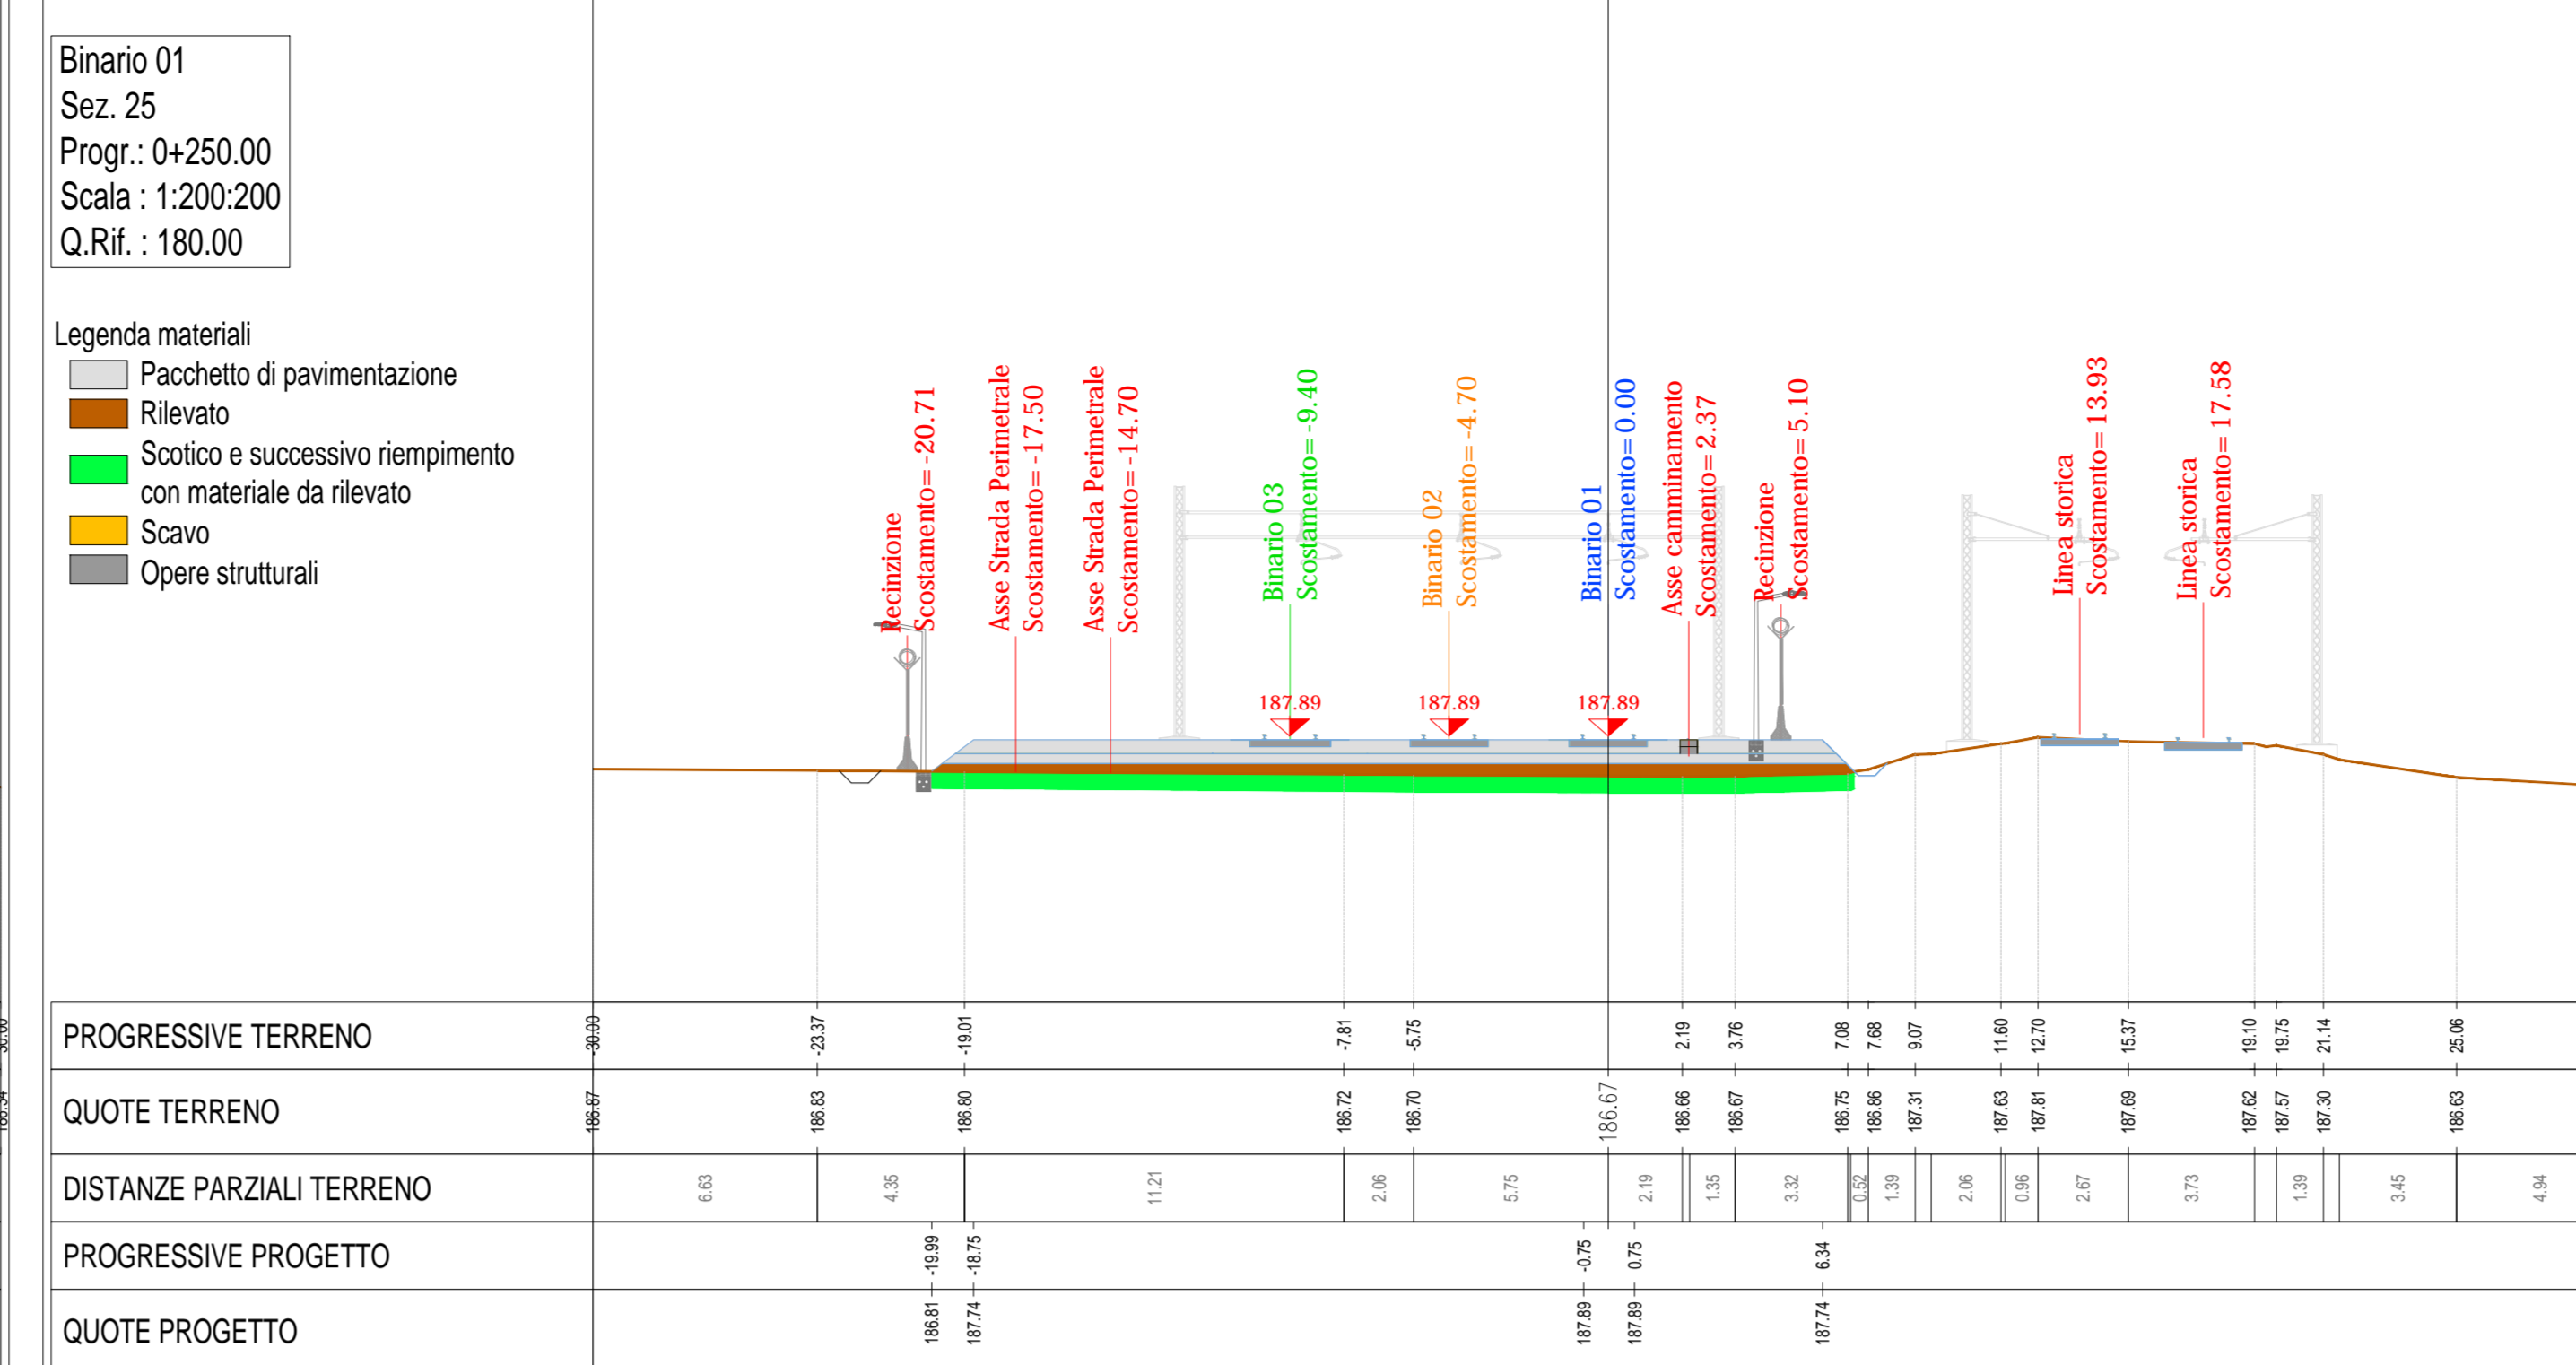 Binario 01
Sez. 25
Progr.: 0+250.00
Scala : 1:200:200
Q.Rif. : 180.00
Legenda materiali
Pacchetto di pavimentazione
Rilevato
Scotico e successivo riempimento
con materiale da rilevato
Scavo
Opere strutturali
Recinzione
Scostamento= -20.71
Asse Strada Perimetrale
Scostamento= -17.50
Asse Strada Perimetrale
Scostamento= -14.70
Binario 03
Scostamento= -9.40
Binario 02
Scostamento= -4.70
Binario 01
Scostamento= 0.00
Asse camminamento
Scostamento= 2.37
Recinzione
Scostamento= 5.10
Linea storica
Scostamento= 13.93
Linea storica
Scostamento= 17.58
187.89
187.89
187.89
PROGRESSIVE TERRENO
-30.00 -23.37 -19.01 -7.81 -5.75 2.19 3.76 7.08 7.68 9.07 11.60 12.70 15.37 19.10 19.75 21.14 25.06
QUOTE TERRENO
186.87 186.83 186.80 186.72 186.70 186.67 186.66 186.67 186.75 186.86 187.31 187.63 187.81 187.69 187.62 187.57 187.30 186.63
DISTANZE PARZIALI TERRENO
6.63 4.35 11.21 2.06 5.75 2.19 1.35 3.32 0.52 1.39 2.06 0.96 2.67 3.73 1.39 3.45 4.94
PROGRESSIVE PROGETTO
-19.99 -18.75 -0.75 0.75 6.34
QUOTE PROGETTO
186.81 187.74 187.89 187.89 187.74